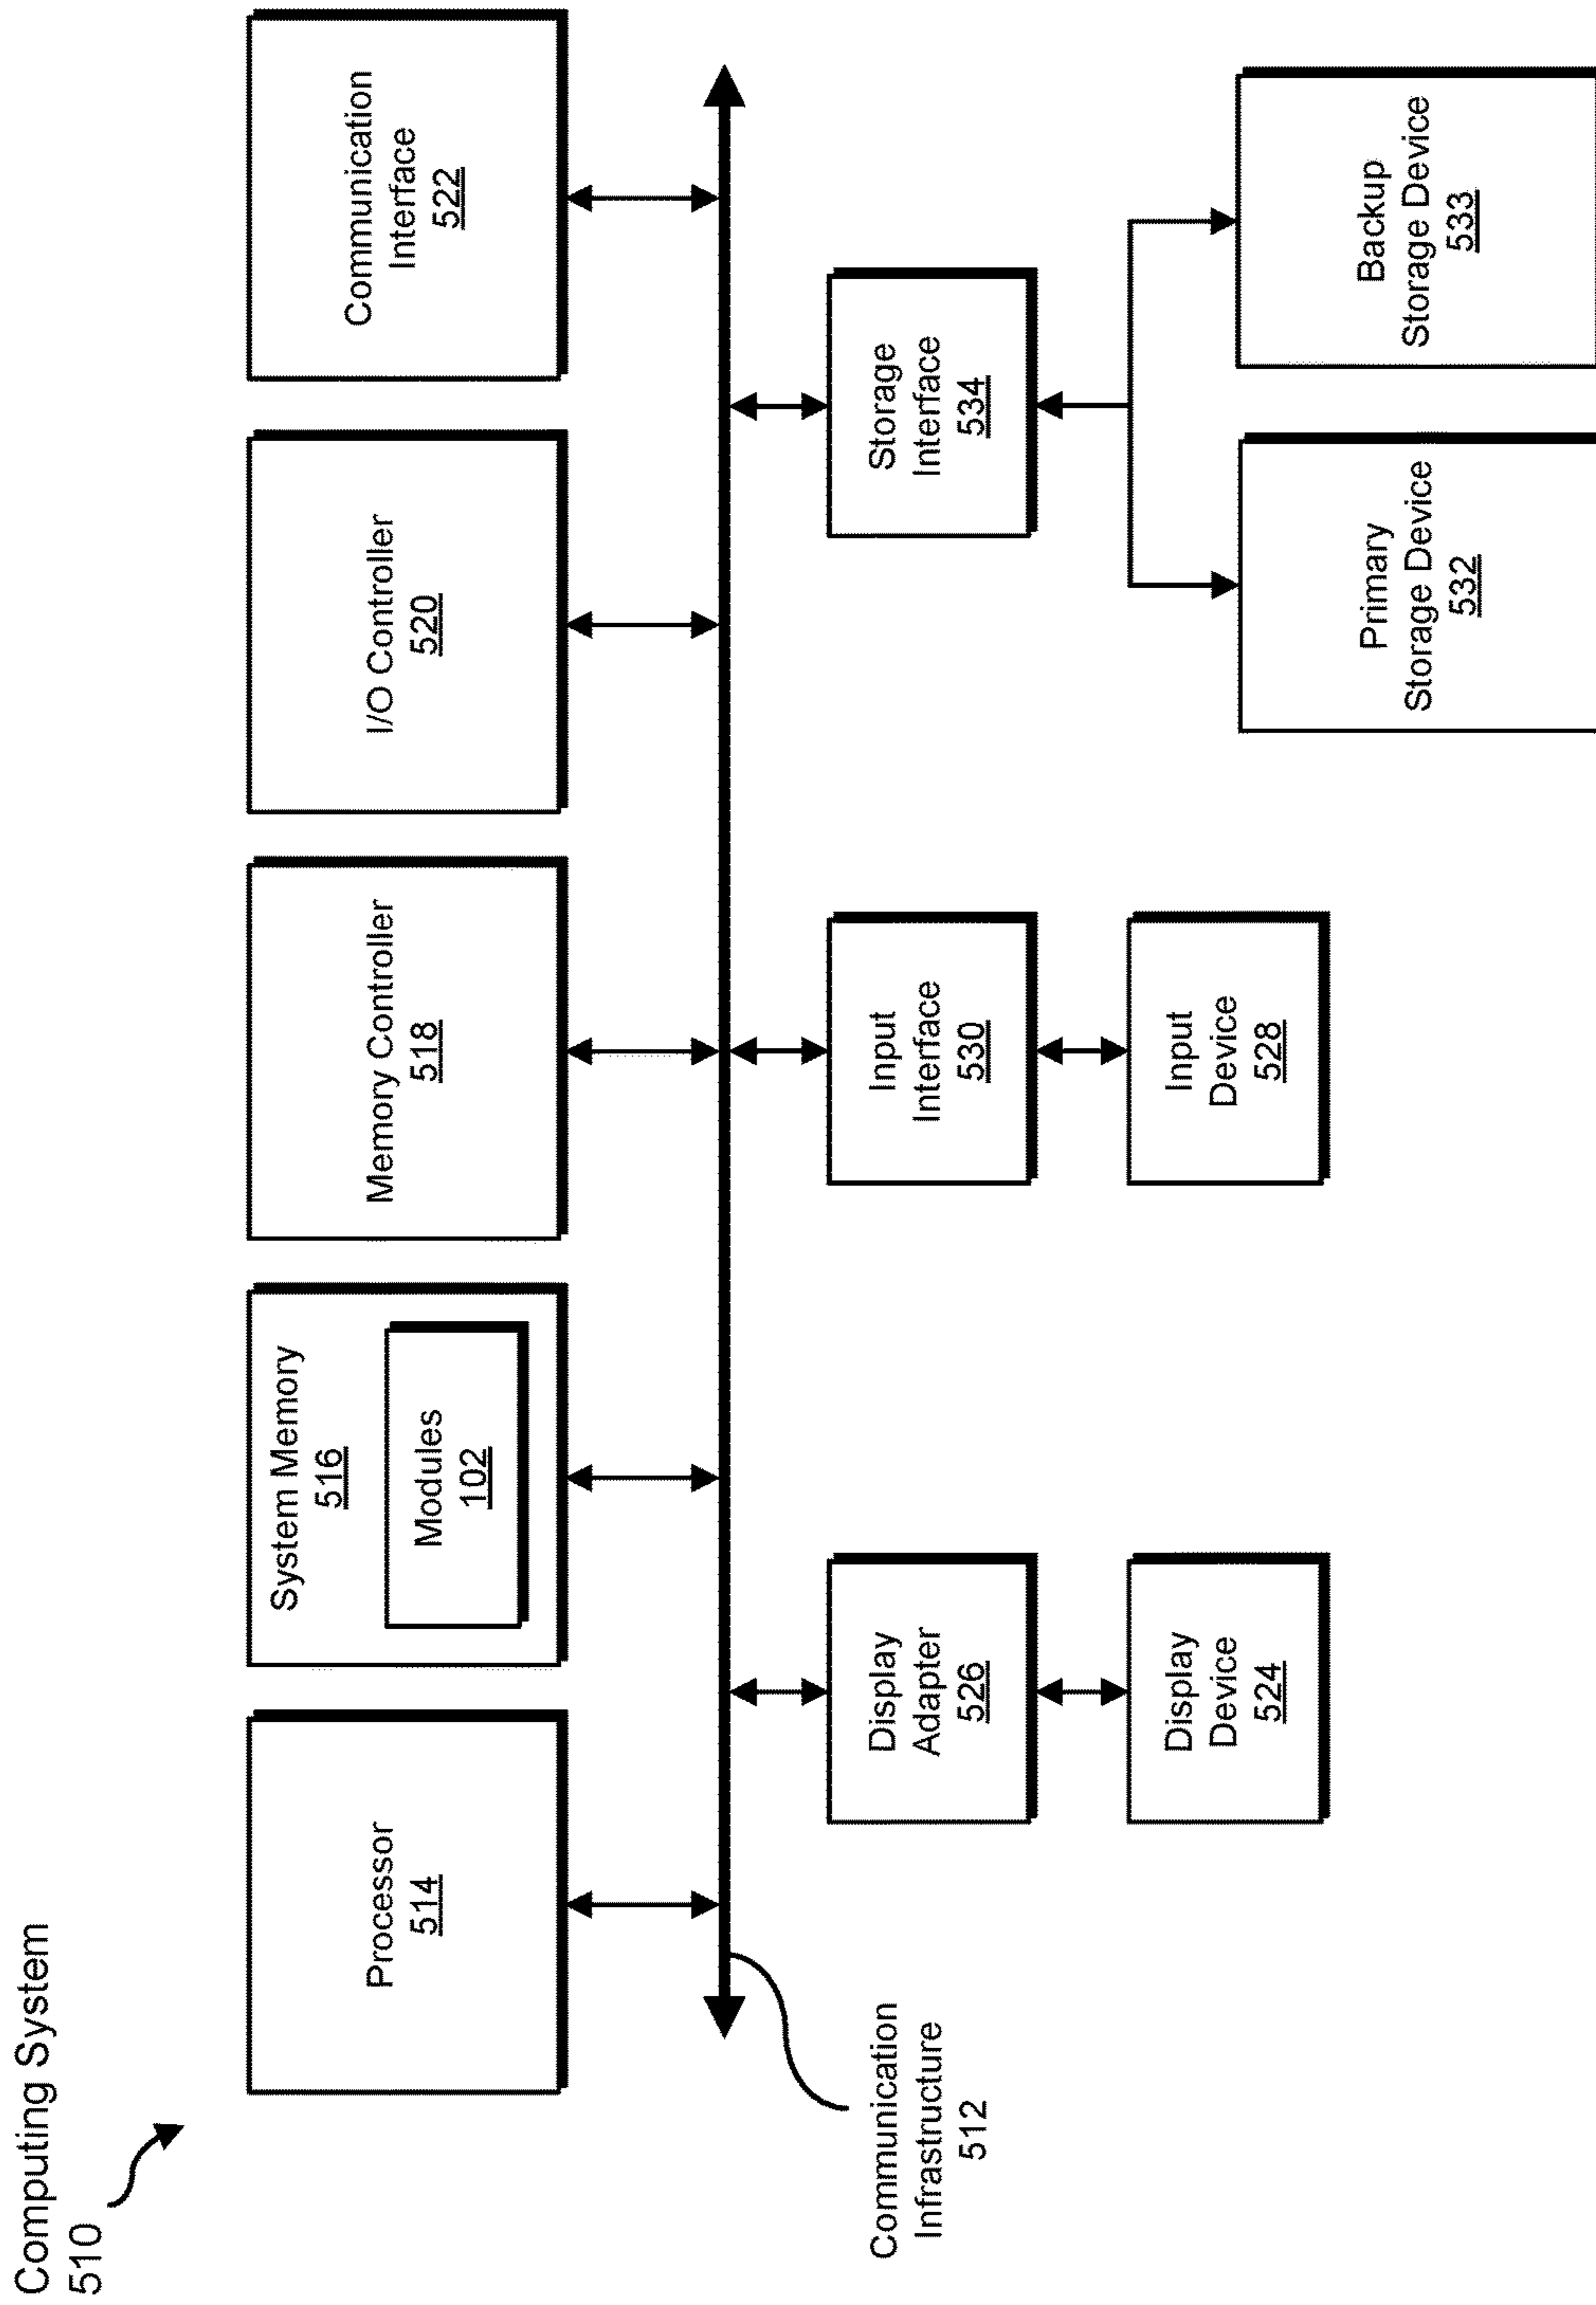 Computing System
510
Processor
514
System Memory
516
Modules
102
Memory Controller
518
I/O Controller
520
Communication
Interface
522
Communication
Infrastructure
512
Display
Adapter
526
Input
Interface
530
Storage
Interface
534
Display
Device
524
Input
Device
528
Primary
Storage Device
532
Backup
Storage Device
533